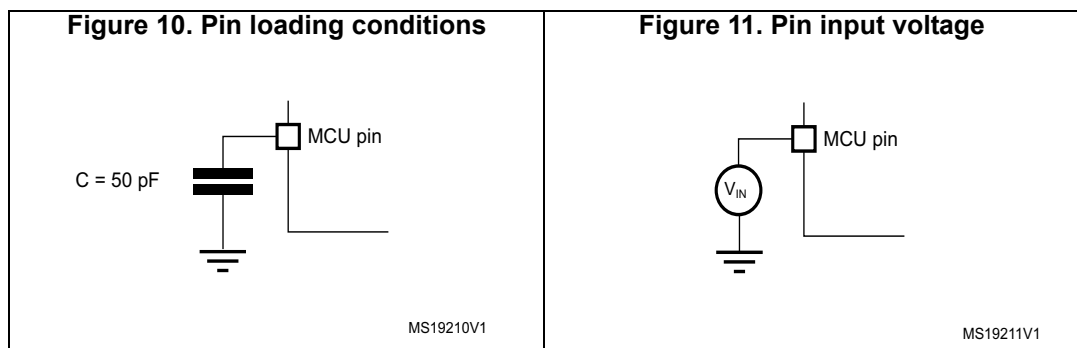 Figure 10. Pin loading conditions
MCU pin
C = 50 pF
MS19210V1
Figure 11. Pin input voltage
MCU pin
VIN
MS19211V1